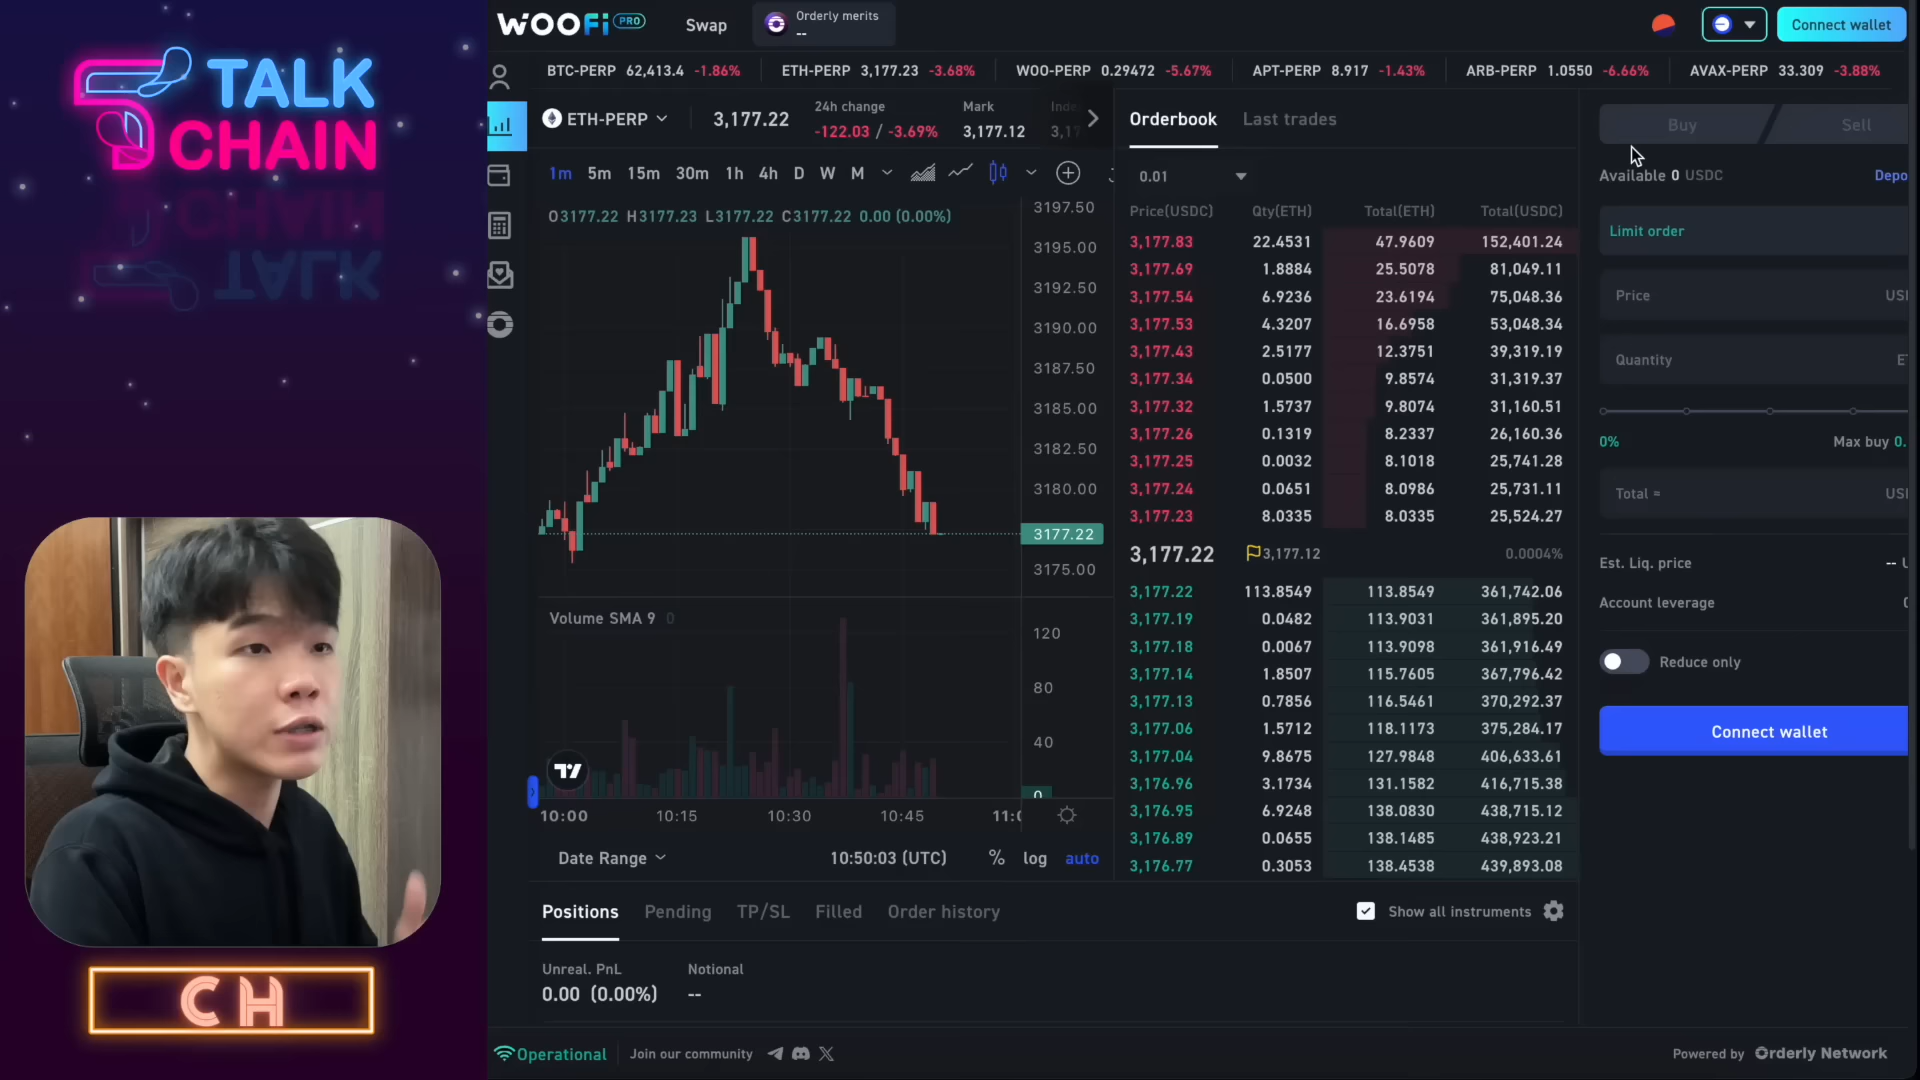 TALK
CHAIN
CH
WOOFi PRO
Swap
Orderly merits
--
Connect wallet
BTC-PERP 62,413.4 -1.86%
ETH-PERP 3,177.23 -3.68%
WOO-PERP 0.29472 -5.67%
APT-PERP 8.917 -1.43%
ARB-PERP 1.0550 -6.66%
AVAX-PERP 33.309 -3.88%
ETH-PERP
3,177.22
24h change
-122.03 / -3.69%
Mark
3,177.12
1m 5m 15m 30m 1h 4h D W M
O3177.22 H3177.23 L3177.22 C3177.22 0.00 (0.00%)
3197.50
3195.00
3192.50
3190.00
3187.50
3185.00
3182.50
3180.00
3177.22
3175.00
Volume SMA 9 0
120
80
40
0
10:00 10:15 10:30 10:45
Date Range
10:50:03 (UTC)
% log auto
Orderbook Last trades
0.01
Price(USDC) Qty(ETH) Total(ETH) Total(USDC)
3,177.83 22.4531 47.9609 152,401.24
3,177.69 1.8884 25.5078 81,049.11
3,177.54 6.9236 23.6194 75,048.36
3,177.53 4.3207 16.6958 53,048.34
3,177.43 2.5177 12.3751 39,319.19
3,177.34 0.0500 9.8574 31,319.37
3,177.32 1.5737 9.8074 31,160.51
3,177.26 0.1319 8.2337 26,160.36
3,177.25 0.0032 8.1018 25,741.28
3,177.24 0.0651 8.0986 25,731.11
3,177.23 8.0335 8.0335 25,524.27
3,177.22 3,177.12 0.0004%
3,177.22 113.8549 113.8549 361,742.06
3,177.19 0.0482 113.9031 361,895.20
3,177.18 0.0067 113.9098 361,916.49
3,177.14 1.8507 115.7605 367,796.42
3,177.13 0.7856 116.5461 370,292.37
3,177.06 1.5712 118.1173 375,284.17
3,177.04 9.8675 127.9848 406,633.61
3,176.96 3.1734 131.1582 416,715.38
3,176.95 6.9248 138.0830 438,715.12
3,176.89 0.0655 138.1485 438,923.21
3,176.77 0.3053 138.4538 439,893.08
Buy Sell
Available 0 USDC Depo
Limit order
Price
Quantity
0% Max buy 0.
Total ≈
Est. Liq. price --
Account leverage
Reduce only
Connect wallet
Positions Pending TP/SL Filled Order history
Show all instruments
Unreal. PnL Notional
0.00 (0.00%) --
Operational
Join our community
Powered by Orderly Network